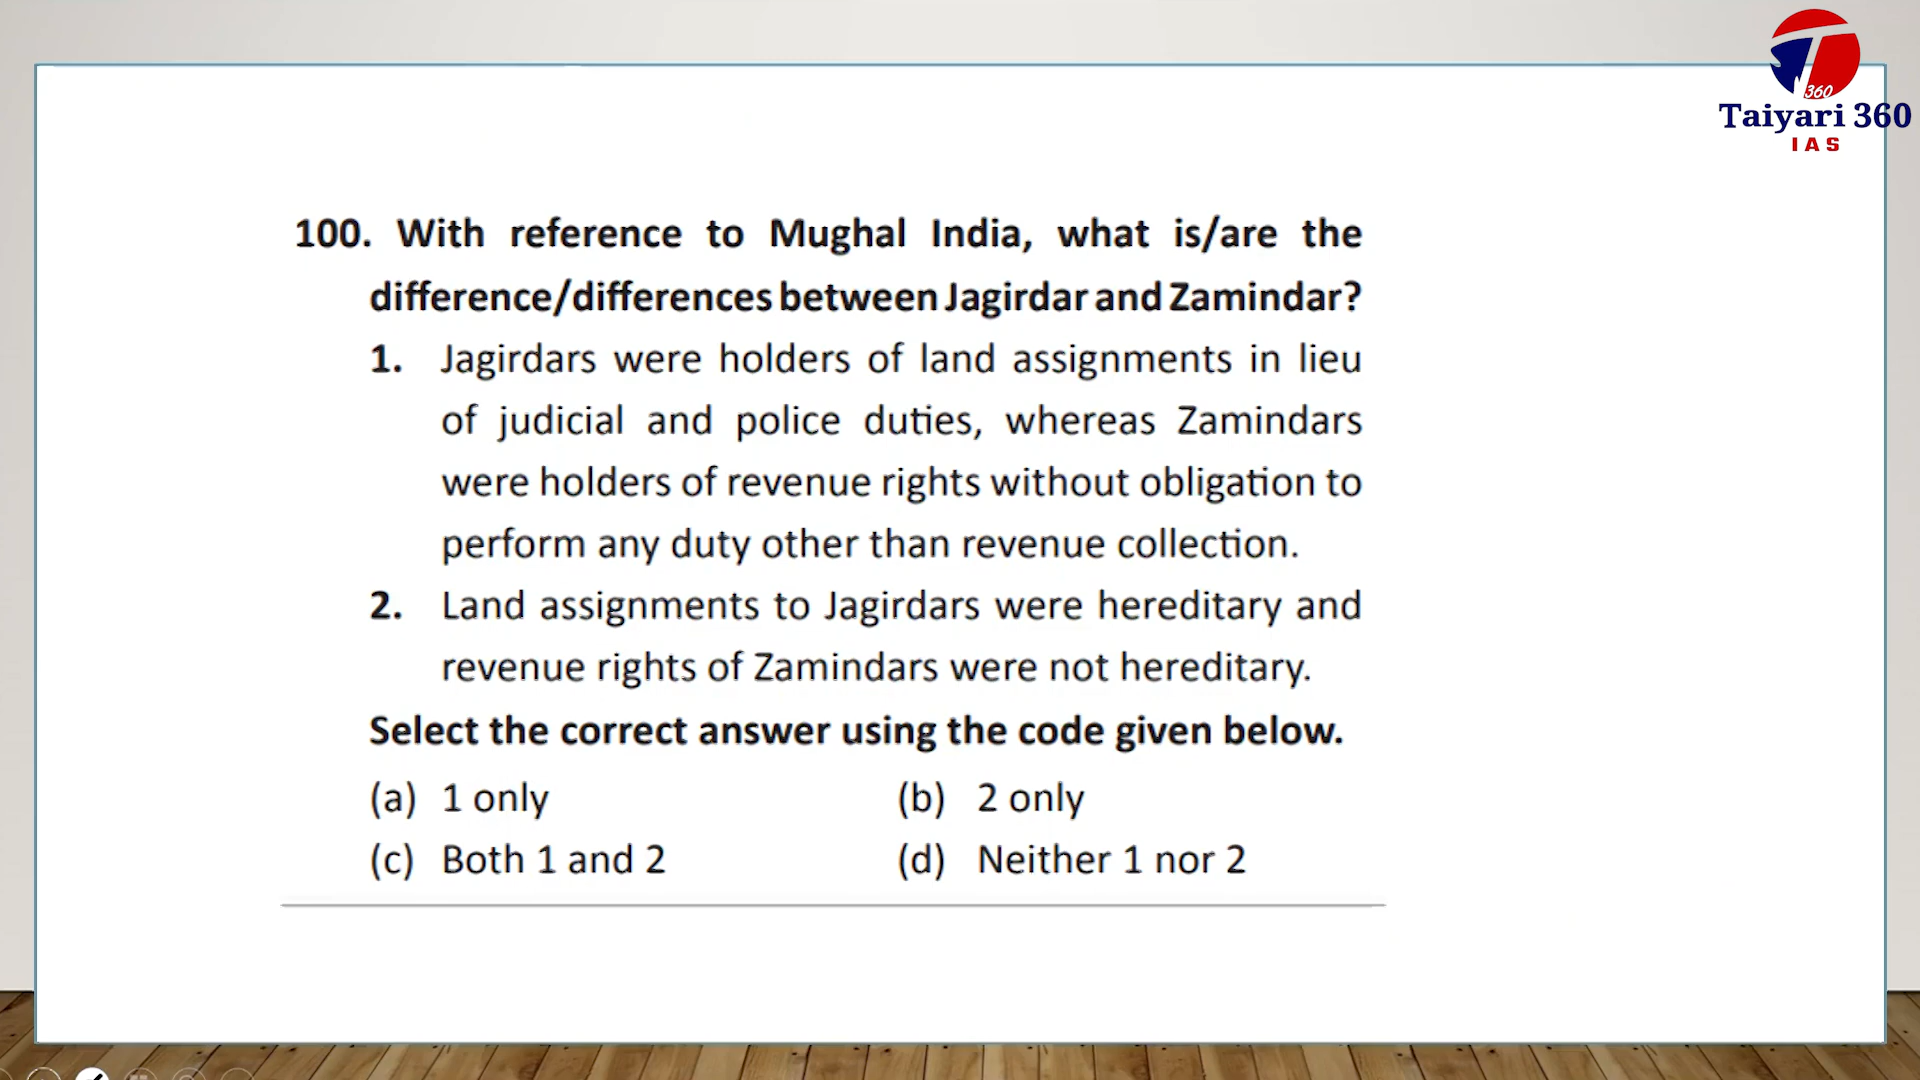 360
Taiyari 360
IAS
100. With reference to Mughal India, what is/are the
difference/differences between Jagirdar and Zamindar?
1. Jagirdars were holders of land assignments in lieu
of judicial and police duties, whereas Zamindars
were holders of revenue rights without obligation to
perform any duty other than revenue collection.
2. Land assignments to Jagirdars were hereditary and
revenue rights of Zamindars were not hereditary.
Select the correct answer using the code given below.
(a) 1 only (b) 2 only
(c) Both 1 and 2 (d) Neither 1 nor 2